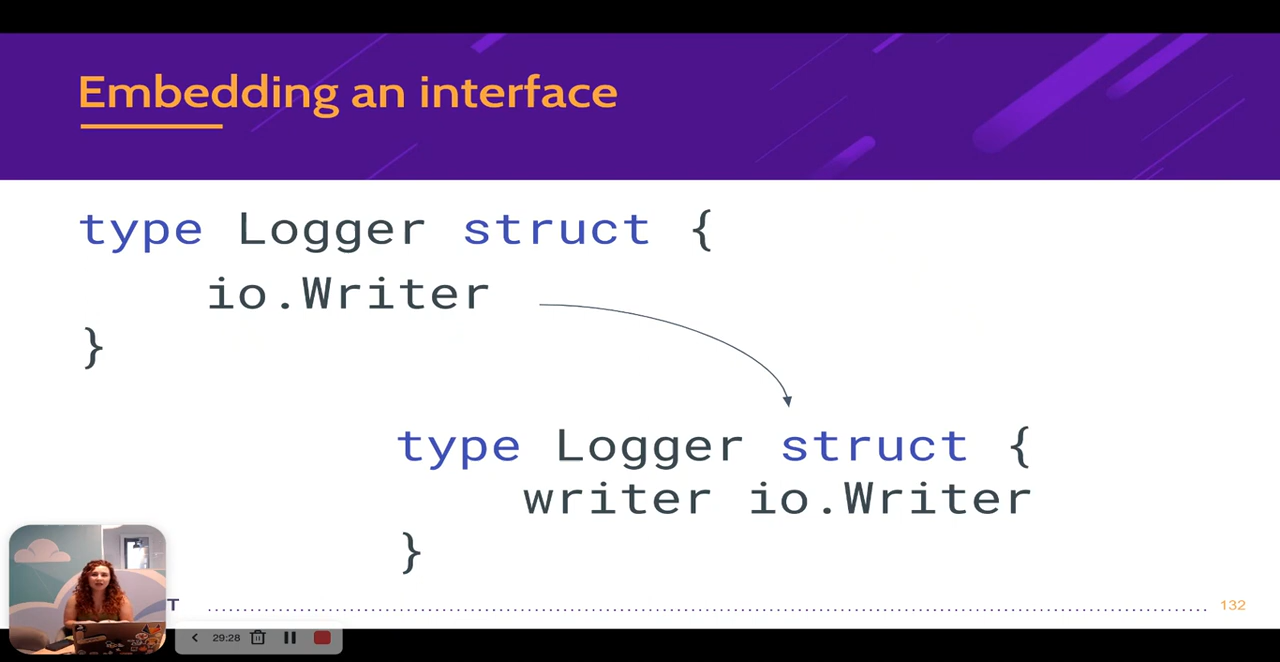 Embedding an interface
type Logger struct {
io.Writer
}
type Logger struct {
writer io.Writer
}
T
132
29:28